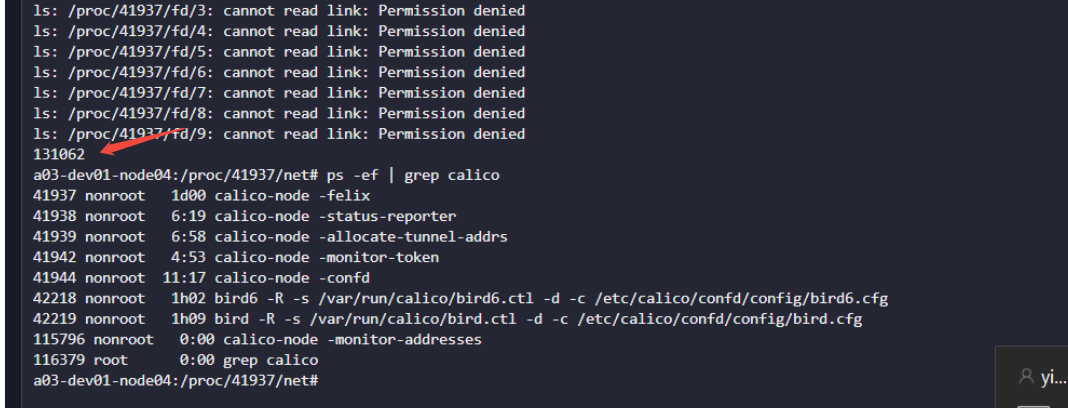 ls: /proc/41937/fd/3: cannot read link: Permission denied
ls: /proc/41937/fd/4: cannot read link: Permission denied
ls: /proc/41937/fd/5: cannot read link: Permission denied
ls: /proc/41937/fd/6: cannot read link: Permission denied
ls: /proc/41937/fd/7: cannot read link: Permission denied
ls: /proc/41937/fd/8: cannot read link: Permission denied
ls: /proc/41937/fd/9: cannot read link: Permission denied
131062
a03-dev01-node04:/proc/41937/net# ps -ef | grep calico
41937 nonroot   1d00 calico-node -felix
41938 nonroot   6:19 calico-node -status-reporter
41939 nonroot   6:58 calico-node -allocate-tunnel-addrs
41942 nonroot   4:53 calico-node -monitor-token
41944 nonroot  11:17 calico-node -confd
42218 nonroot   1h02 bird6 -R -s /var/run/calico/bird6.ctl -d -c /etc/calico/confd/config/bird6.cfg
42219 nonroot   1h09 bird -R -s /var/run/calico/bird.ctl -d -c /etc/calico/confd/config/bird.cfg
115796 nonroot   0:00 calico-node -monitor-addresses
116379 root      0:00 grep calico
a03-dev01-node04:/proc/41937/net#
yi...